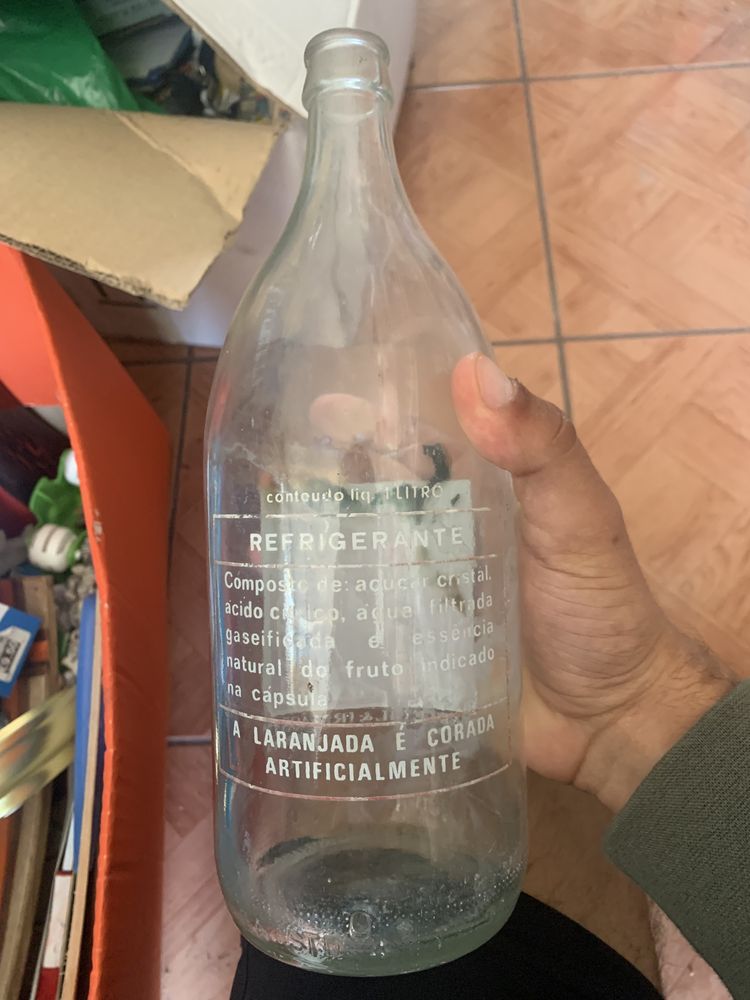 conteudo liq. 1 LITRO
REFRIGERANTE
Composto de: açucar cristal.
acido citrico, agua filtrada
gaseificada e essência
natural do fruto indicado
na capsula
A LARANJADA É CORADA
ARTIFICIALMENTE